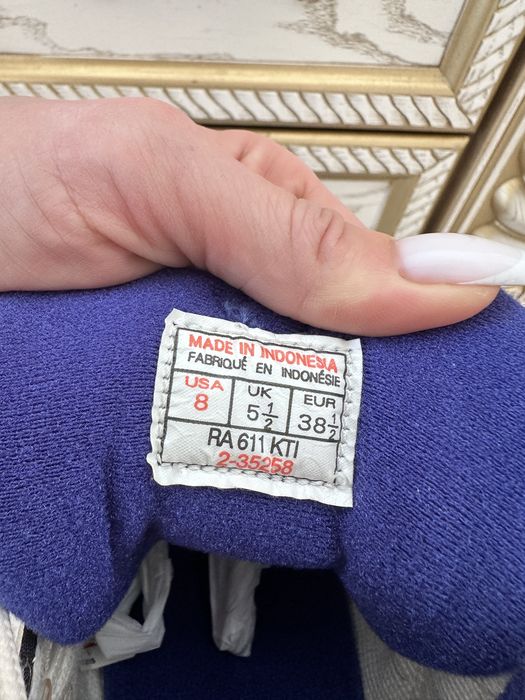 MADE IN INDONESIA
FABRIQUÉ EN INDONÉSIE
USA UK EUR
8 5 1/2 38 1/2
RA 611 KTI
2-35258